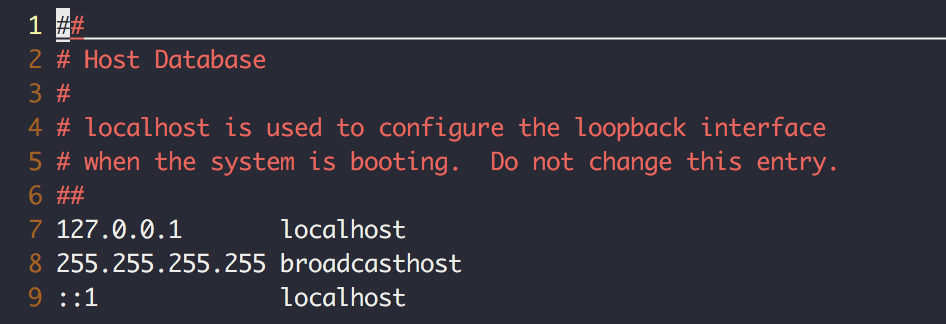 1 ##
2 # Host Database
3 #
4 # localhost is used to configure the loopback interface
5 # when the system is booting.  Do not change this entry.
6 ##
7 127.0.0.1       localhost
8 255.255.255.255 broadcasthost
9 ::1             localhost